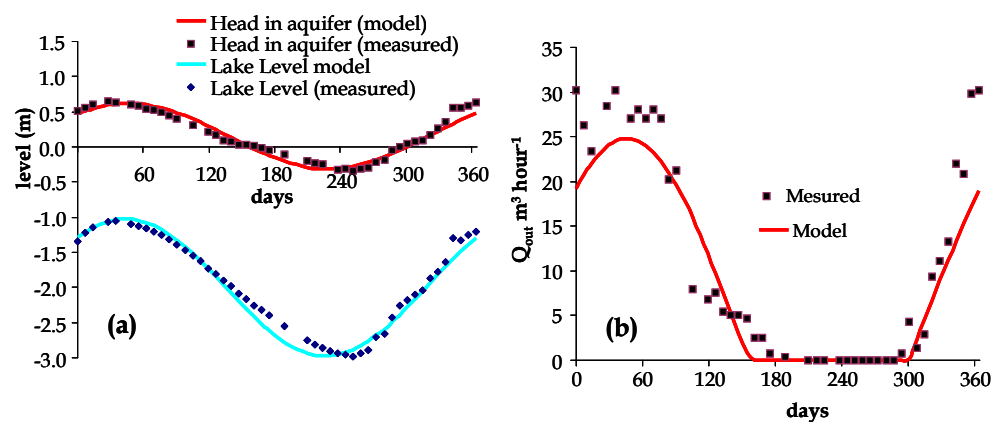 Head in aquifer (model)
Head in aquifer (measured)
Lake Level model
Lake Level (measured)
1.5
1.0
0.5
0.0
-0.5
-1.0
-1.5
-2.0
-2.5
-3.0
level (m)
60 120 180 240 300 360
days
(a)
35
30
25
20
15
10
5
0
Qout m³ hour⁻¹
Mesured
Model
(b)
0 60 120 180 240 300 360
days